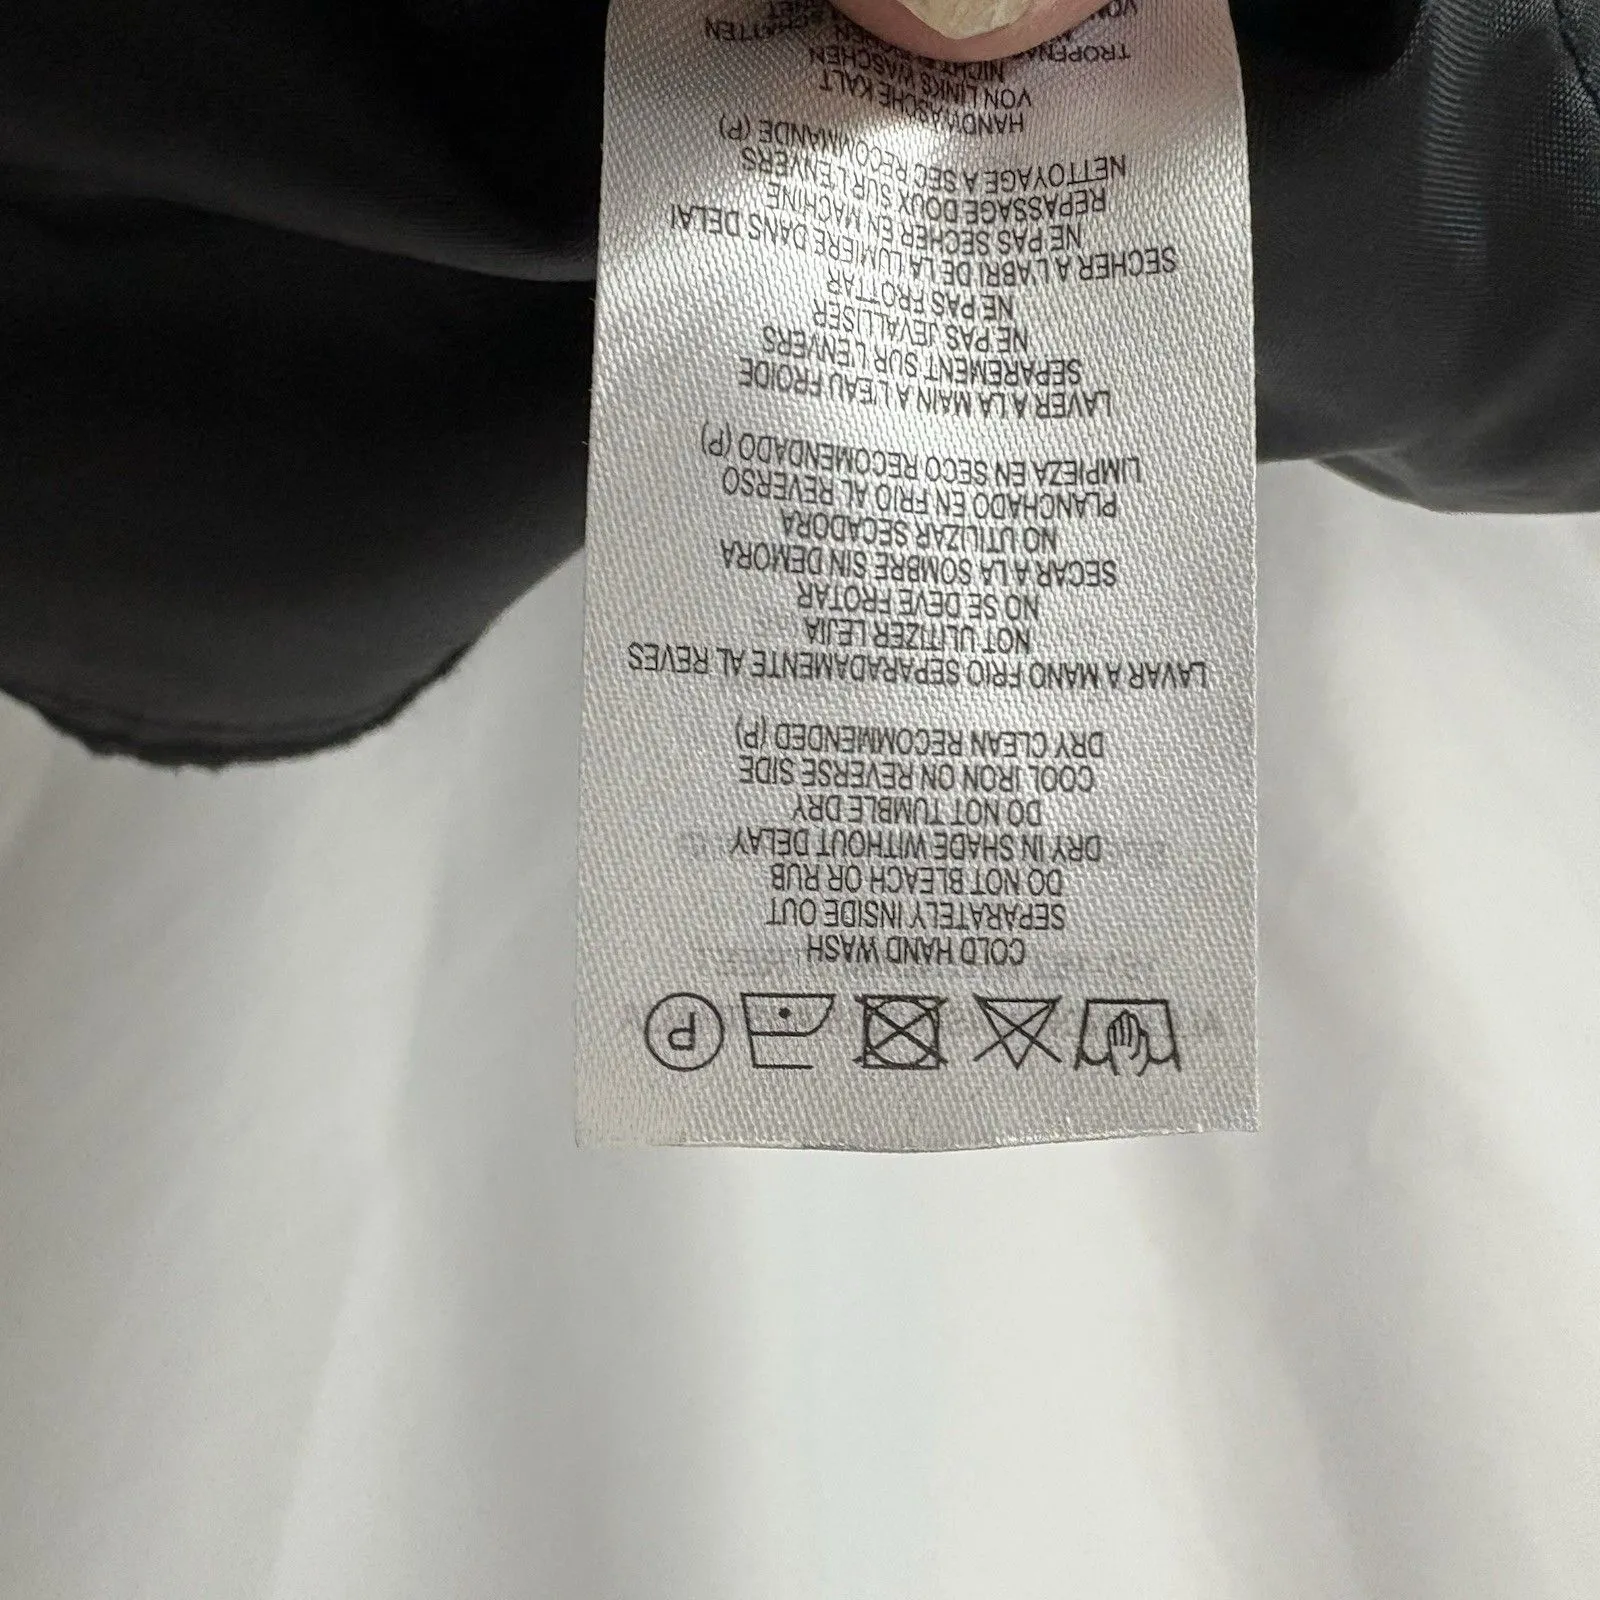 COLD HAND WASH
SEPARATELY INSIDE OUT
DO NOT BLEACH OR RUB
DRY IN SHADE WITHOUT DELAY
DO NOT TUMBLE DRY
COOL IRON ON REVERSE SIDE
DRY CLEAN RECOMMENDED (P)
LAVAR A MANO FRIO SEPARADAMENTE AL REVES
NOT ULITIZER LEJIA
NO SE DEVE FROTAR
SECAR A LA SOMBRE SIN DEMORA
NO UTILIZAR SECADORA
PLANCHADO EN FRIO AL REVERSO
LIMPIEZA EN SECO RECOMENDADO (P)
LAVER A LA MAIN A L'EAU FROIDE
SEPAREMENT SUR L'ENVERS
NE PAS JEVALLISER
NE PAS FROTTAR
SECHER A L'ABRI DE LA LUMIERE DANS DELAI
NE PAS SECHER EN MACHINE
REPASSAGE DOUX SUR L'ENVERS
NETTOYAGE A SEC RECOMMANDE (P)
HANDWASCHE KALT
VON LINKS WASCHEN
NICHT